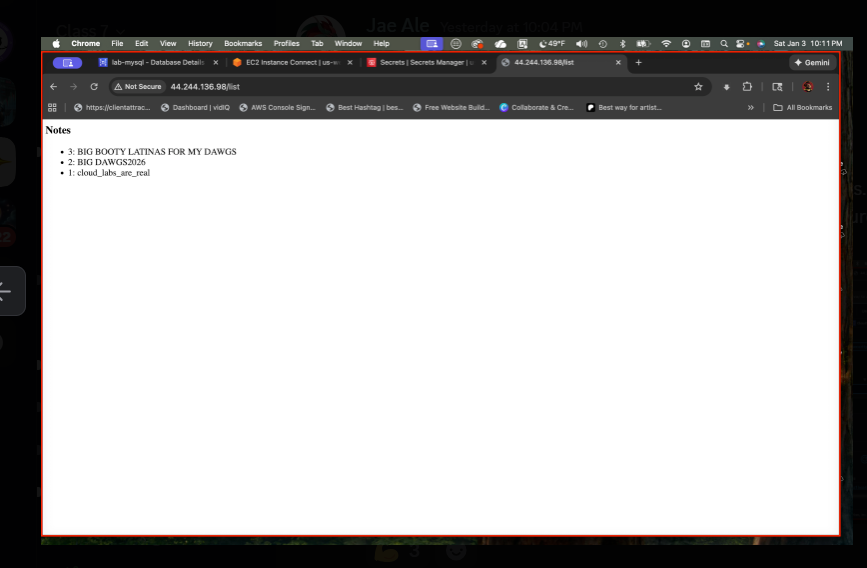 Class7
Jae Ale Yesterday at 10:04 PM
Chrome File Edit View History Bookmarks Profiles Tab Window Help 49°F Sat Jan 3 10:11 PM
lab-mysql - Database Details EC2 Instance Connect | us-w Secrets | Secrets Manager | u 44.244.136.98/list Gemini
Not Secure 44.244.136.98/list
https://clientattrac... Dashboard | vidIQ AWS Console Sign... Best Hashtag | bes... Free Website Build... Collaborate & Cre... Best way for artist... All Bookmarks
Notes
3: BIG BOOTY LATINAS FOR MY DAWGS
2: BIG DAWGS2026
1: cloud_labs_are_real
3